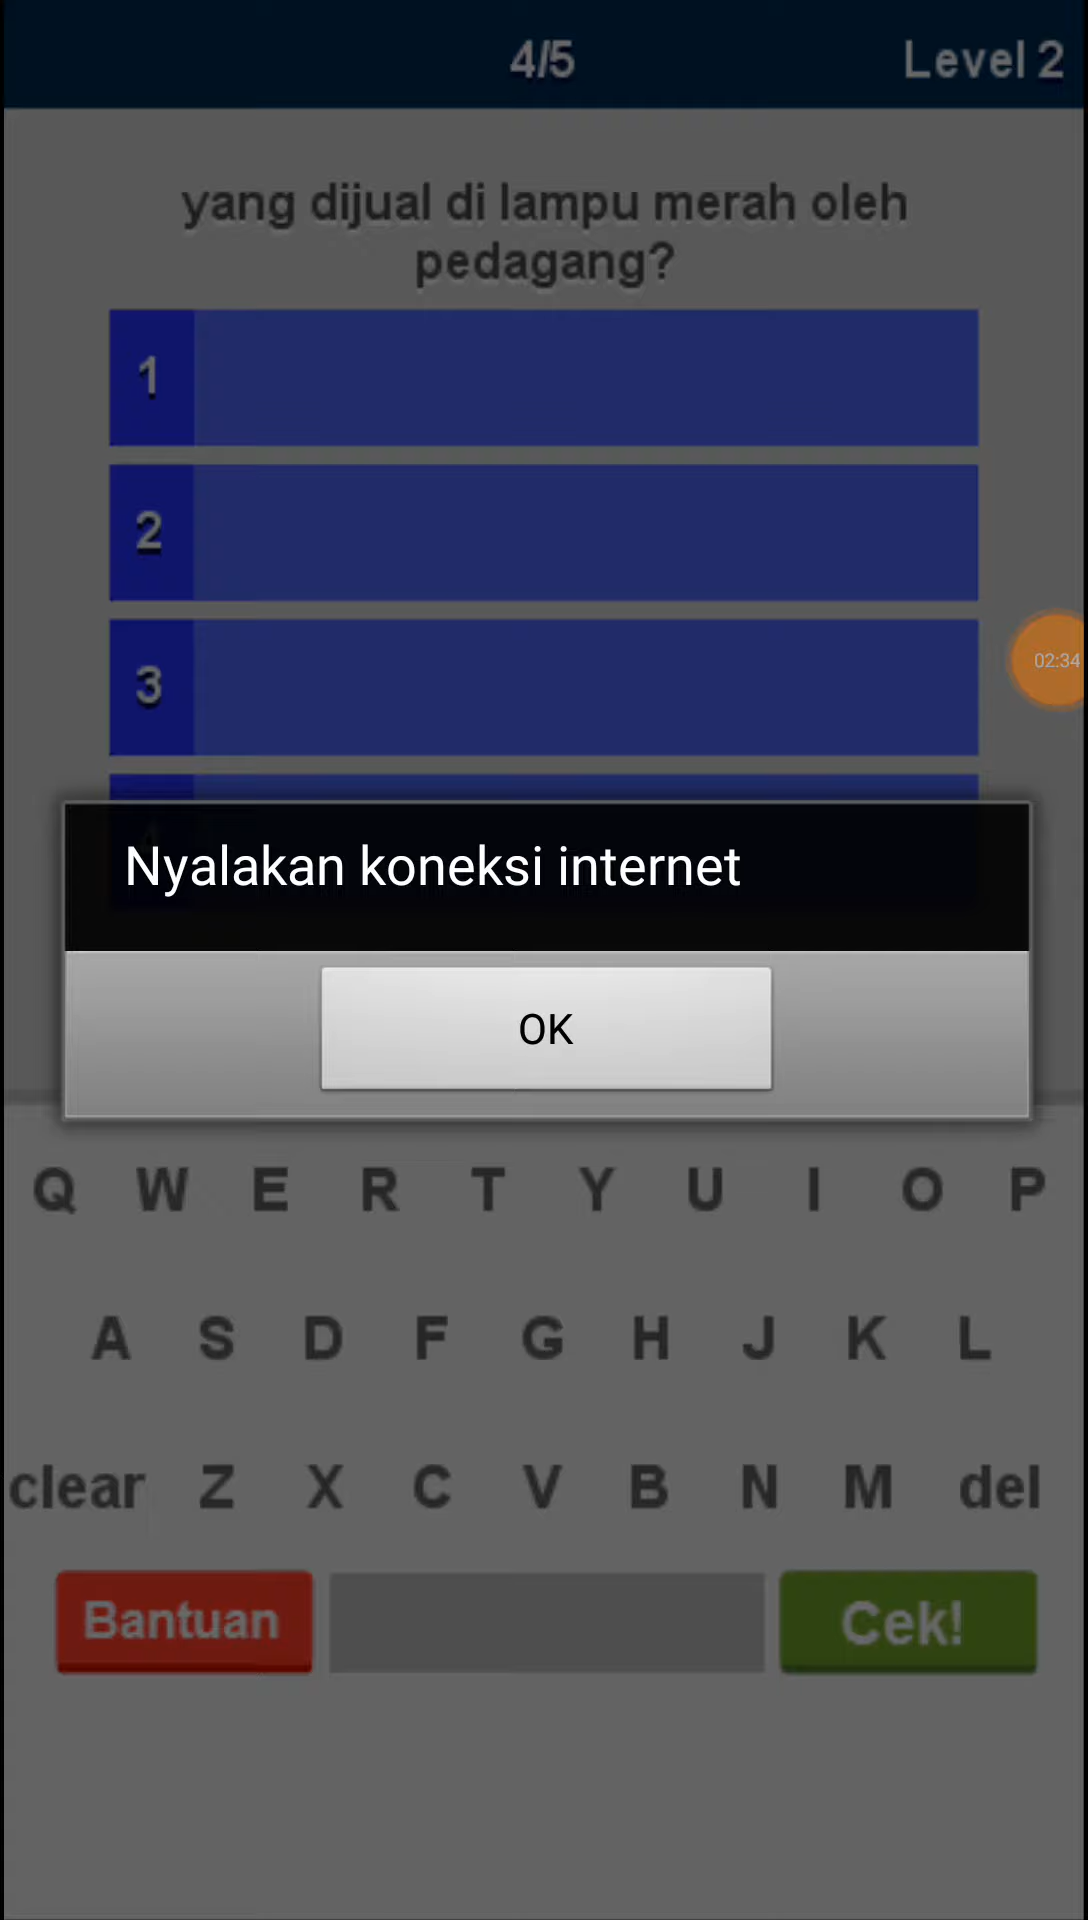 4/5 Level 2
yang dijual di lampu merah oleh
pedagang?
1
2
3
02:34
4
Nyalakan koneksi internet
OK
Q W E R T Y U I O P
A S D F G H J K L
clear Z X C V B N M del
Bantuan Cek!